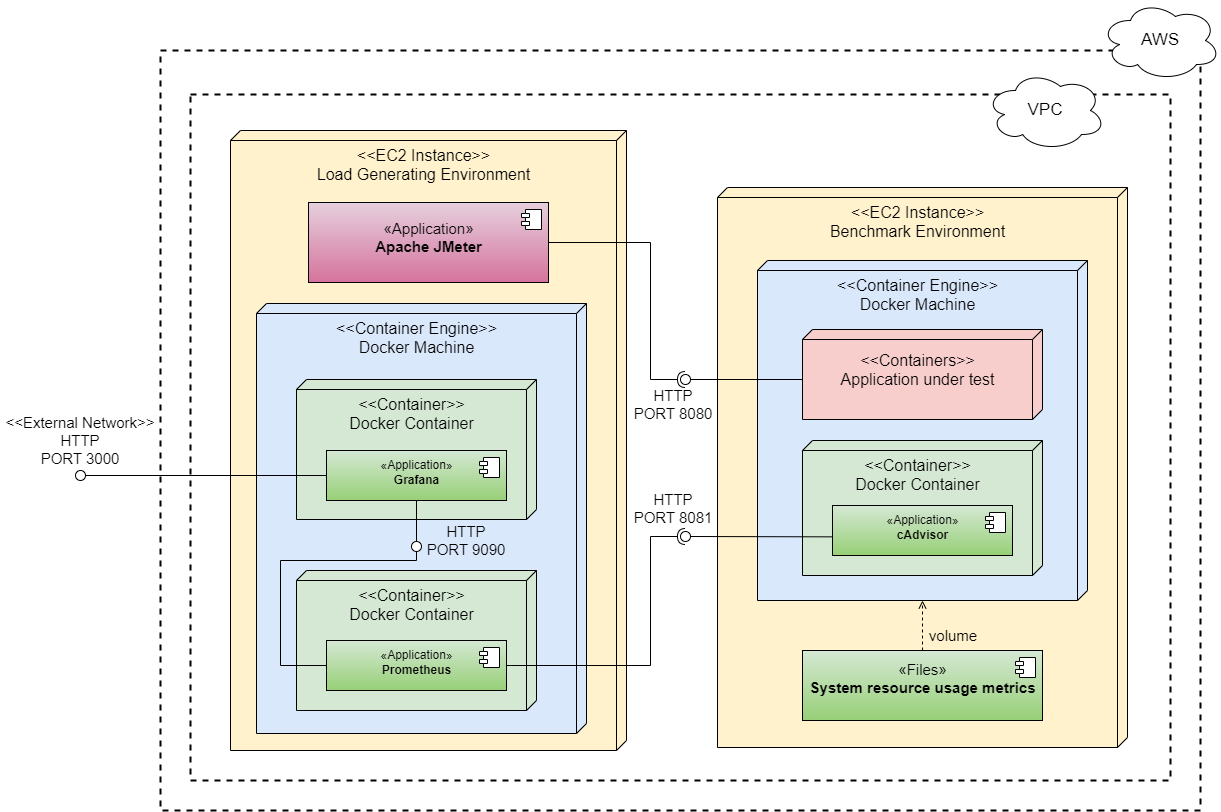 AWS
VPC
<<EC2 Instance>>
Load Generating Environment
«Application»
Apache JMeter
<<Container Engine>>
Docker Machine
<<Container>>
Docker Container
«Application»
Grafana
HTTP
PORT 9090
<<Container>>
Docker Container
«Application»
Prometheus
<<External Network>>
HTTP
PORT 3000
HTTP
PORT 8080
HTTP
PORT 8081
<<EC2 Instance>>
Benchmark Environment
<<Container Engine>>
Docker Machine
<<Containers>>
Application under test
<<Container>>
Docker Container
«Application»
cAdvisor
volume
«Files»
System resource usage metrics